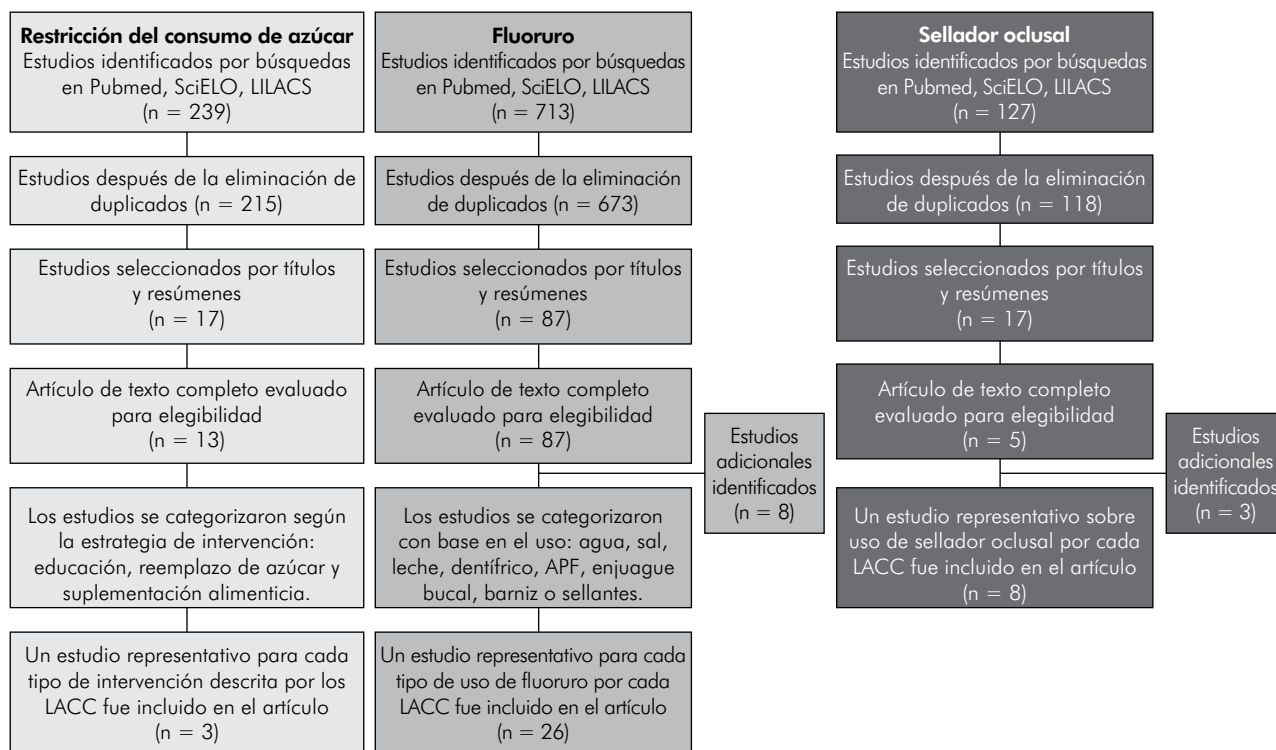 Restricción del consumo de azúcar
Estudios identificados por búsquedas
en Pubmed, SciELO, LILACS
(n = 239)
Estudios después de la eliminación de
duplicados (n = 215)
Estudios seleccionados por títulos
y resúmenes
(n = 17)
Artículo de texto completo evaluado
para elegibilidad
(n = 13)
Los estudios se categorizaron según
la estrategia de intervención:
educación, reemplazo de azúcar y
suplementación alimenticia.
Un estudio representativo para cada
tipo de intervención descrita por los
LACC fue incluido en el artículo
(n = 3)
Fluoruro
Estudios identificados por búsquedas
en Pubmed, SciELO, LILACS
(n = 713)
Estudios después de la eliminación
de duplicados (n = 673)
Estudios seleccionados por títulos
y resúmenes
(n = 87)
Artículo de texto completo
evaluado para elegibilidad
(n = 87)
Estudios
adicionales
identificados
(n = 8)
Los estudios se categorizaron
con base en el uso: agua, sal,
leche, dentífrico, APF, enjuague
bucal, barniz o sellantes.
Un estudio representativo para cada
tipo de uso de fluoruro por cada
LACC fue incluido en el artículo
(n = 26)
Sellador oclusal
Estudios identificados por búsquedas
en Pubmed, SciELO, LILACS
(n = 127)
Estudios después de la eliminación
de duplicados (n = 118)
Estudios seleccionados por títulos
y resúmenes
(n = 17)
Artículo de texto completo
evaluado para elegibilidad
(n = 5)
Estudios
adicionales
identificados
(n = 3)
Un estudio representativo sobre
uso de sellador oclusal por cada
LACC fue incluido en el artículo
(n = 8)